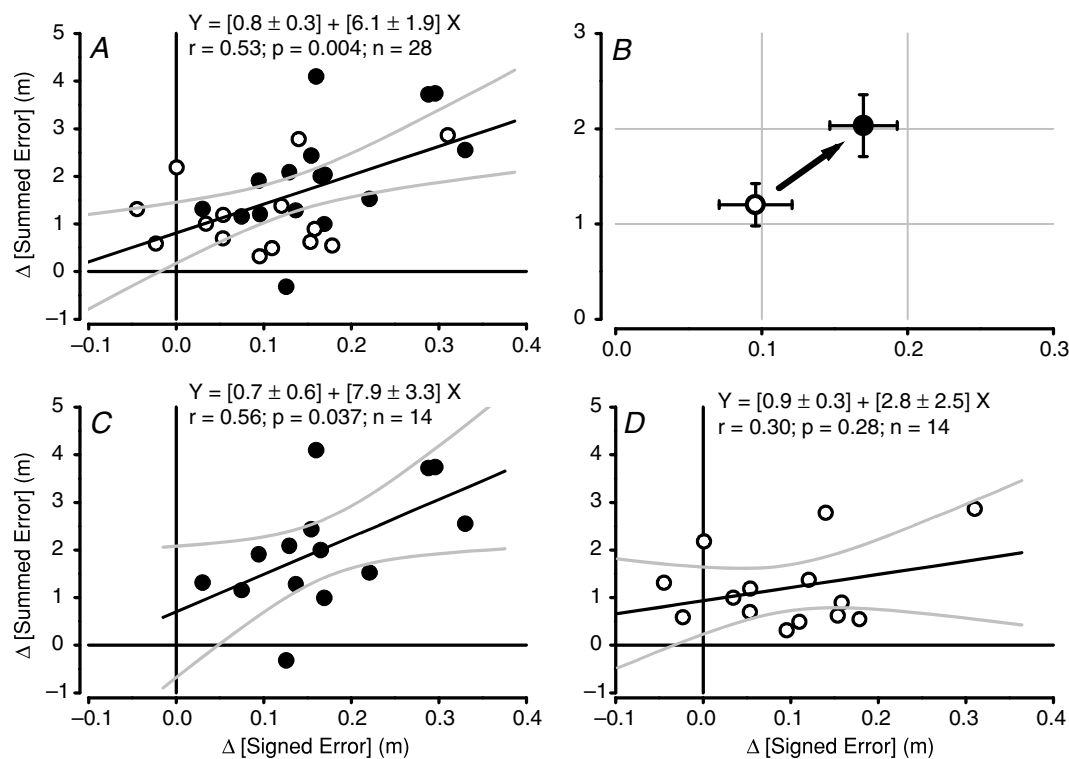 Y = [0.8 ± 0.3] + [6.1 ± 1.9] X
r = 0.53; p = 0.004; n = 28
A
Δ [Summed Error] (m)
5
4
3
2
1
0
–1
–0.1 0.0 0.1 0.2 0.3 0.4
B
3
2
1
0
0.0 0.1 0.2 0.3
Y = [0.7 ± 0.6] + [7.9 ± 3.3] X
r = 0.56; p = 0.037; n = 14
C
Δ [Summed Error] (m)
5
4
3
2
1
0
–1
–0.1 0.0 0.1 0.2 0.3 0.4
Δ [Signed Error] (m)
Y = [0.9 ± 0.3] + [2.8 ± 2.5] X
r = 0.30; p = 0.28; n = 14
D
5
4
3
2
1
0
–1
–0.1 0.0 0.1 0.2 0.3 0.4
Δ [Signed Error] (m)